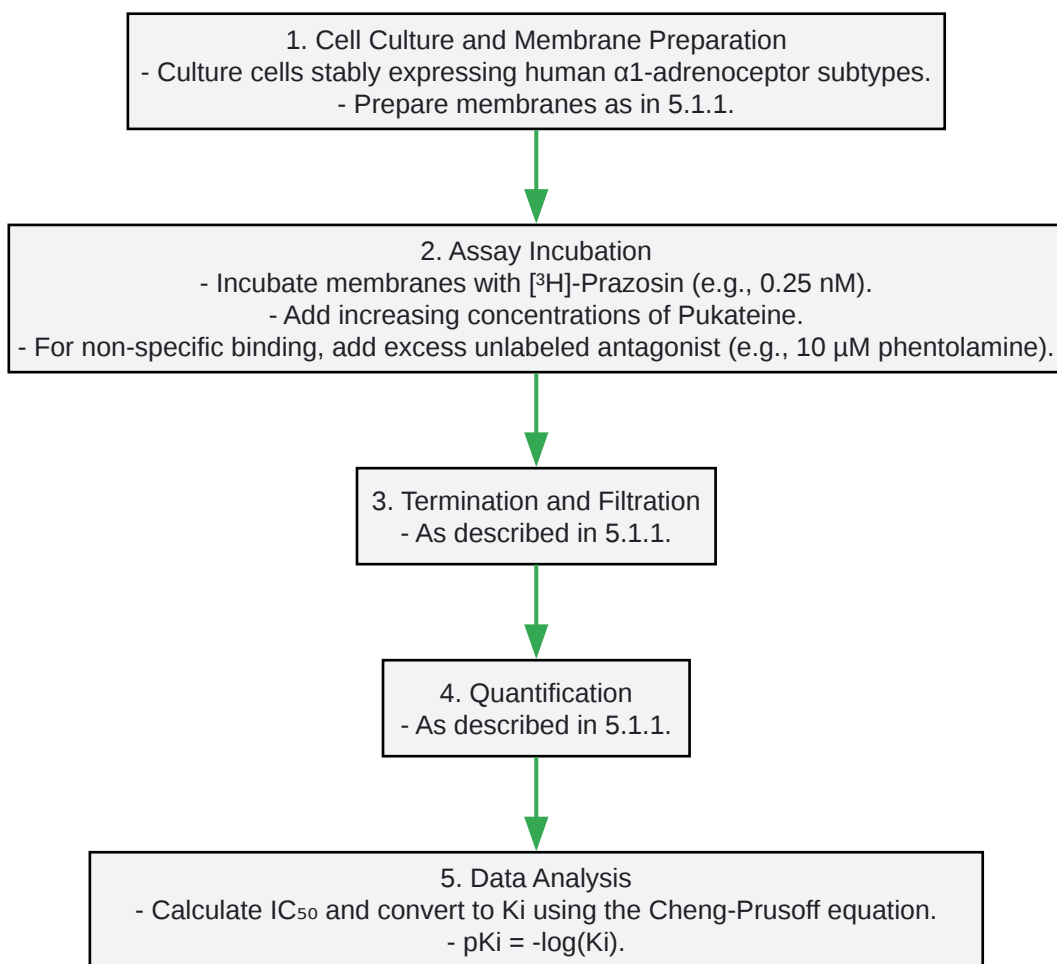 1. Cell Culture and Membrane Preparation
- Culture cells stably expressing human α1-adrenoceptor subtypes.
- Prepare membranes as in 5.1.1.
2. Assay Incubation
- Incubate membranes with [³H]-Prazosin (e.g., 0.25 nM).
- Add increasing concentrations of Pukateine.
- For non-specific binding, add excess unlabeled antagonist (e.g., 10 µM phentolamine).
3. Termination and Filtration
- As described in 5.1.1.
4. Quantification
- As described in 5.1.1.
5. Data Analysis
- Calculate IC₅₀ and convert to Ki using the Cheng-Prusoff equation.
- pKi = -log(Ki).